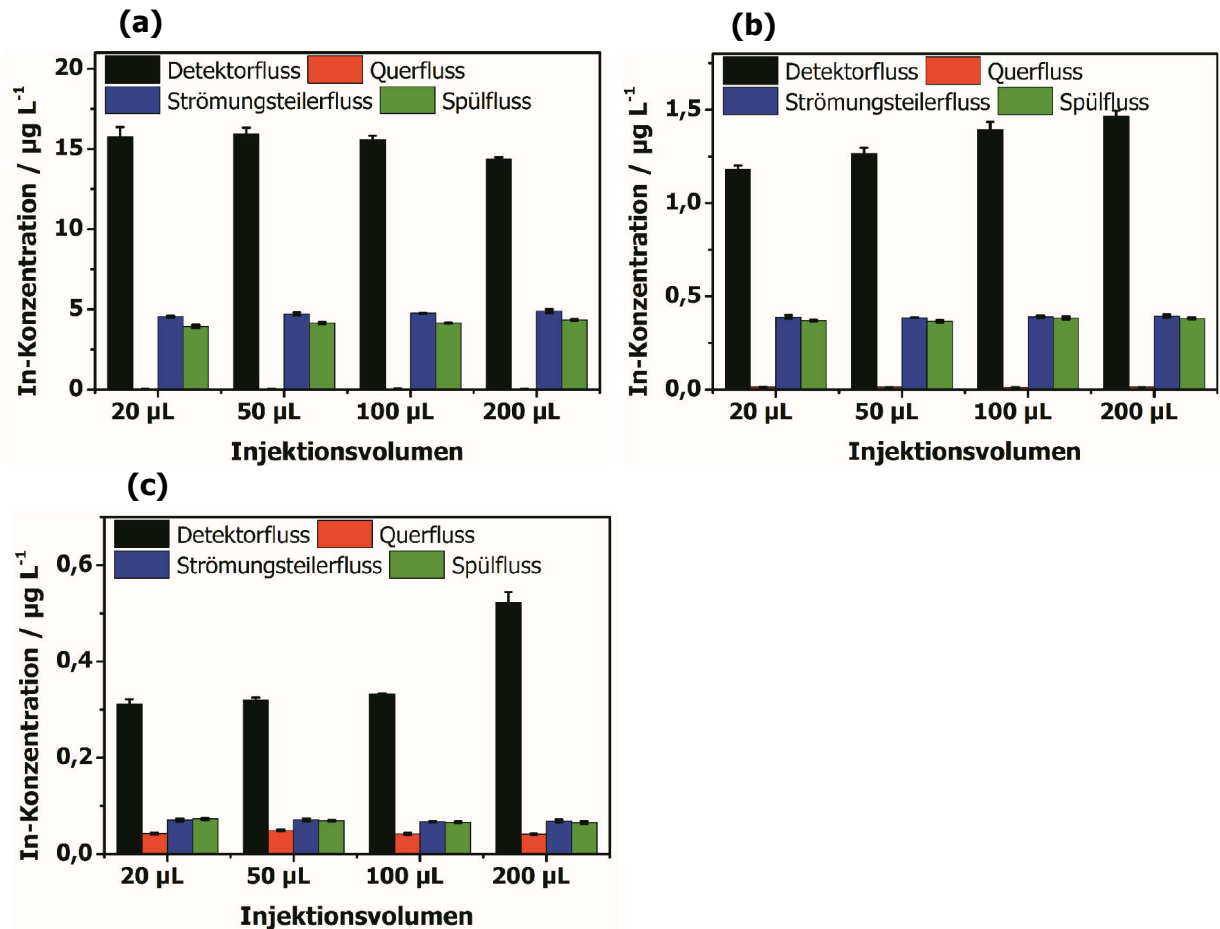 (a)
In-Konzentration / µg L⁻¹
20
15
10
5
0
Detektorfluss
Querfluss
Strömungsteilerfluss
Spülfluss
20 µL
50 µL
100 µL
200 µL
Injektionsvolumen
(b)
In-Konzentration / µg L⁻¹
1,5
1,0
0,5
0,0
Detektorfluss
Querfluss
Strömungsteilerfluss
Spülfluss
20 µL
50 µL
100 µL
200 µL
Injektionsvolumen
(c)
In-Konzentration / µg L⁻¹
0,6
0,4
0,2
0,0
Detektorfluss
Querfluss
Strömungsteilerfluss
Spülfluss
20 µL
50 µL
100 µL
200 µL
Injektionsvolumen